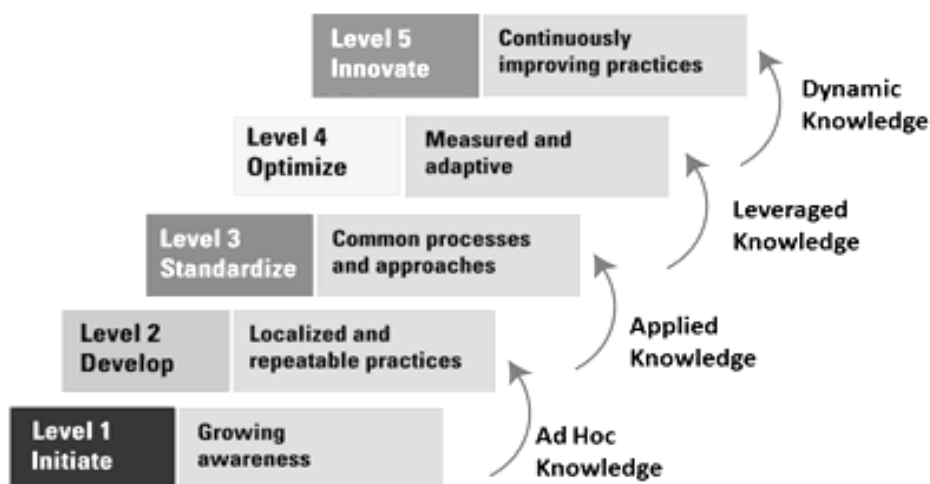 Level 5
Innovate
Continuously
improving practices
Dynamic
Knowledge
Level 4
Optimize
Measured and
adaptive
Leveraged
Knowledge
Level 3
Standardize
Common processes
and approaches
Applied
Knowledge
Level 2
Develop
Localized and
repeatable practices
Ad Hoc
Knowledge
Level 1
Initiate
Growing
awareness